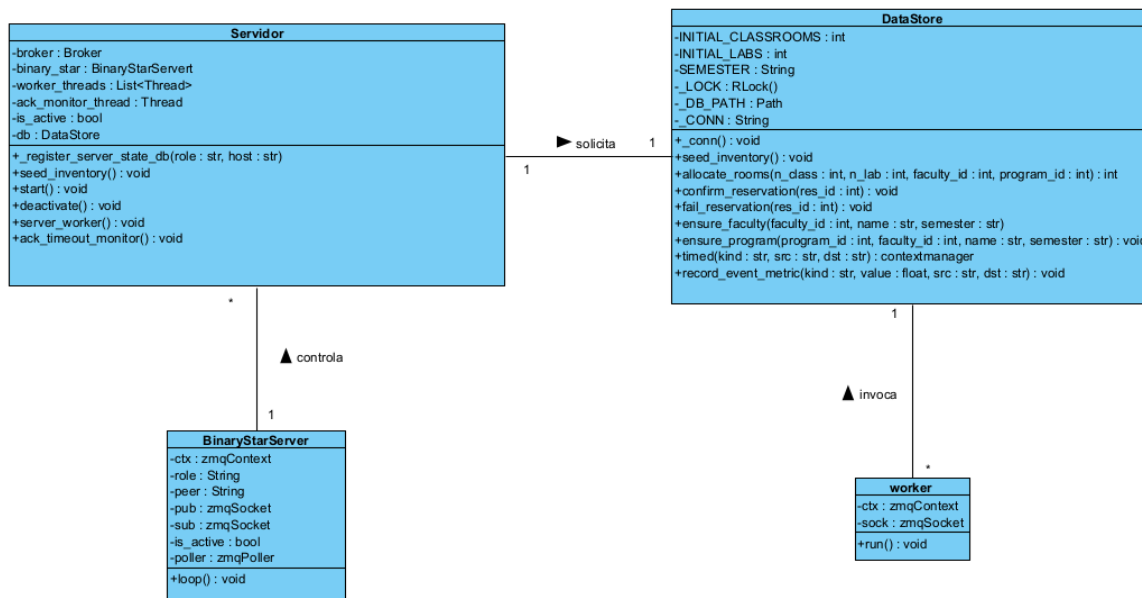 Servidor
-broker : Broker
-binary_star : BinaryStarServert
-worker_threads : List<Thread>
-ack_monitor_thread : Thread
-is_active : bool
-db : DataStore
+_register_server_state_db(role : str, host : str)
+seed_inventory() : void
+start() : void
+deactivate() : void
+server_worker() : void
+ack_timeout_monitor() : void
solicita
1
1
DataStore
-INITIAL_CLASSROOMS : int
-INITIAL_LABS : int
-SEMESTER : String
-_LOCK : RLock()
-_DB_PATH : Path
-_CONN : String
+_conn() : void
+seed_inventory() : void
+allocate_rooms(n_class : int, n_lab : int, faculty_id : int, program_id : int) : int
+confirm_reservation(res_id : int) : void
+fail_reservation(res_id : int) : void
+ensure_faculty(faculty_id : int, name : str, semester : str)
+ensure_program(program_id : int, faculty_id : int, name : str, semester : str) : void
+timed(kind : str, src : str, dst : str) : contextmanager
+record_event_metric(kind : str, value : float, src : str, dst : str) : void
*
controla
1
BinaryStarServer
-ctx : zmqContext
-role : String
-peer : String
-pub : zmqSocket
-sub : zmqSocket
-is_active : bool
-poller : zmqPoller
+loop() : void
1
invoca
*
worker
-ctx : zmqContext
-sock : zmqSocket
+run() : void